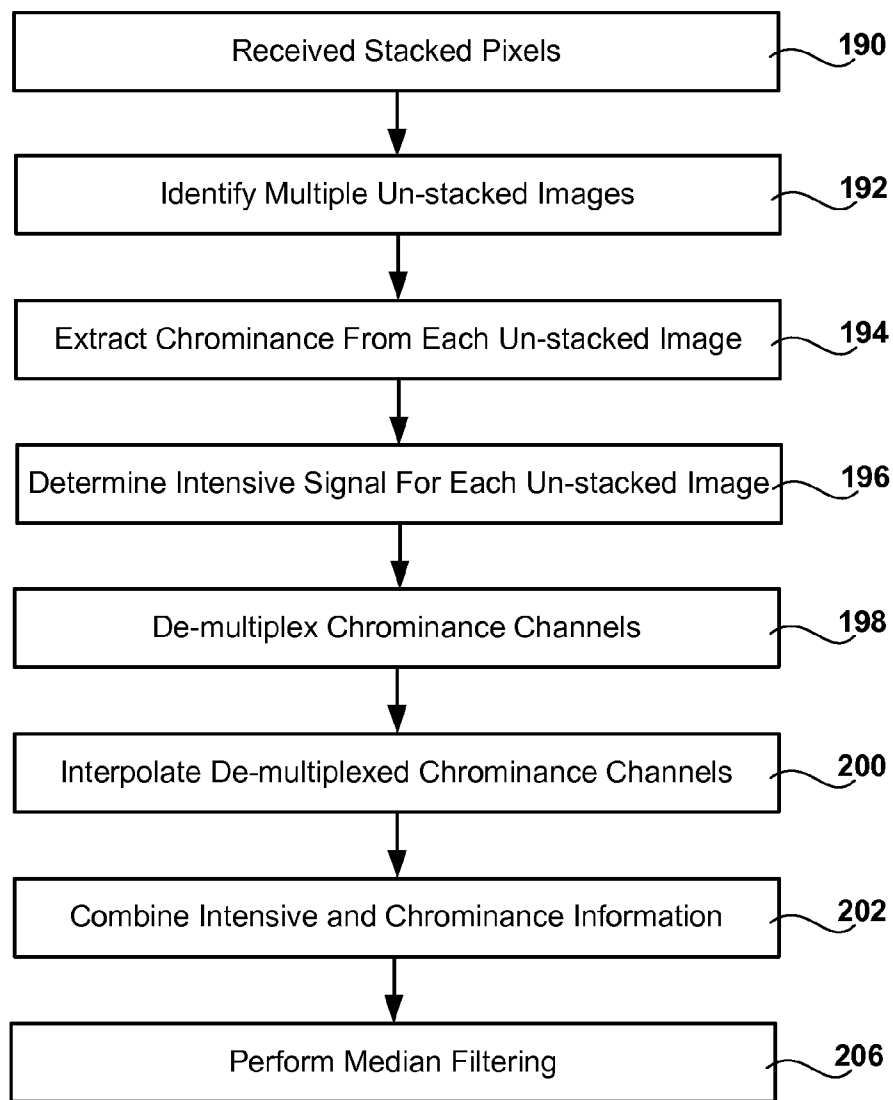 Received Stacked Pixels 190
Identify Multiple Un-stacked Images 192
Extract Chrominance From Each Un-stacked Image 194
Determine Intensive Signal For Each Un-stacked Image 196
De-multiplex Chrominance Channels 198
Interpolate De-multiplexed Chrominance Channels 200
Combine Intensive and Chrominance Information 202
Perform Median Filtering 206